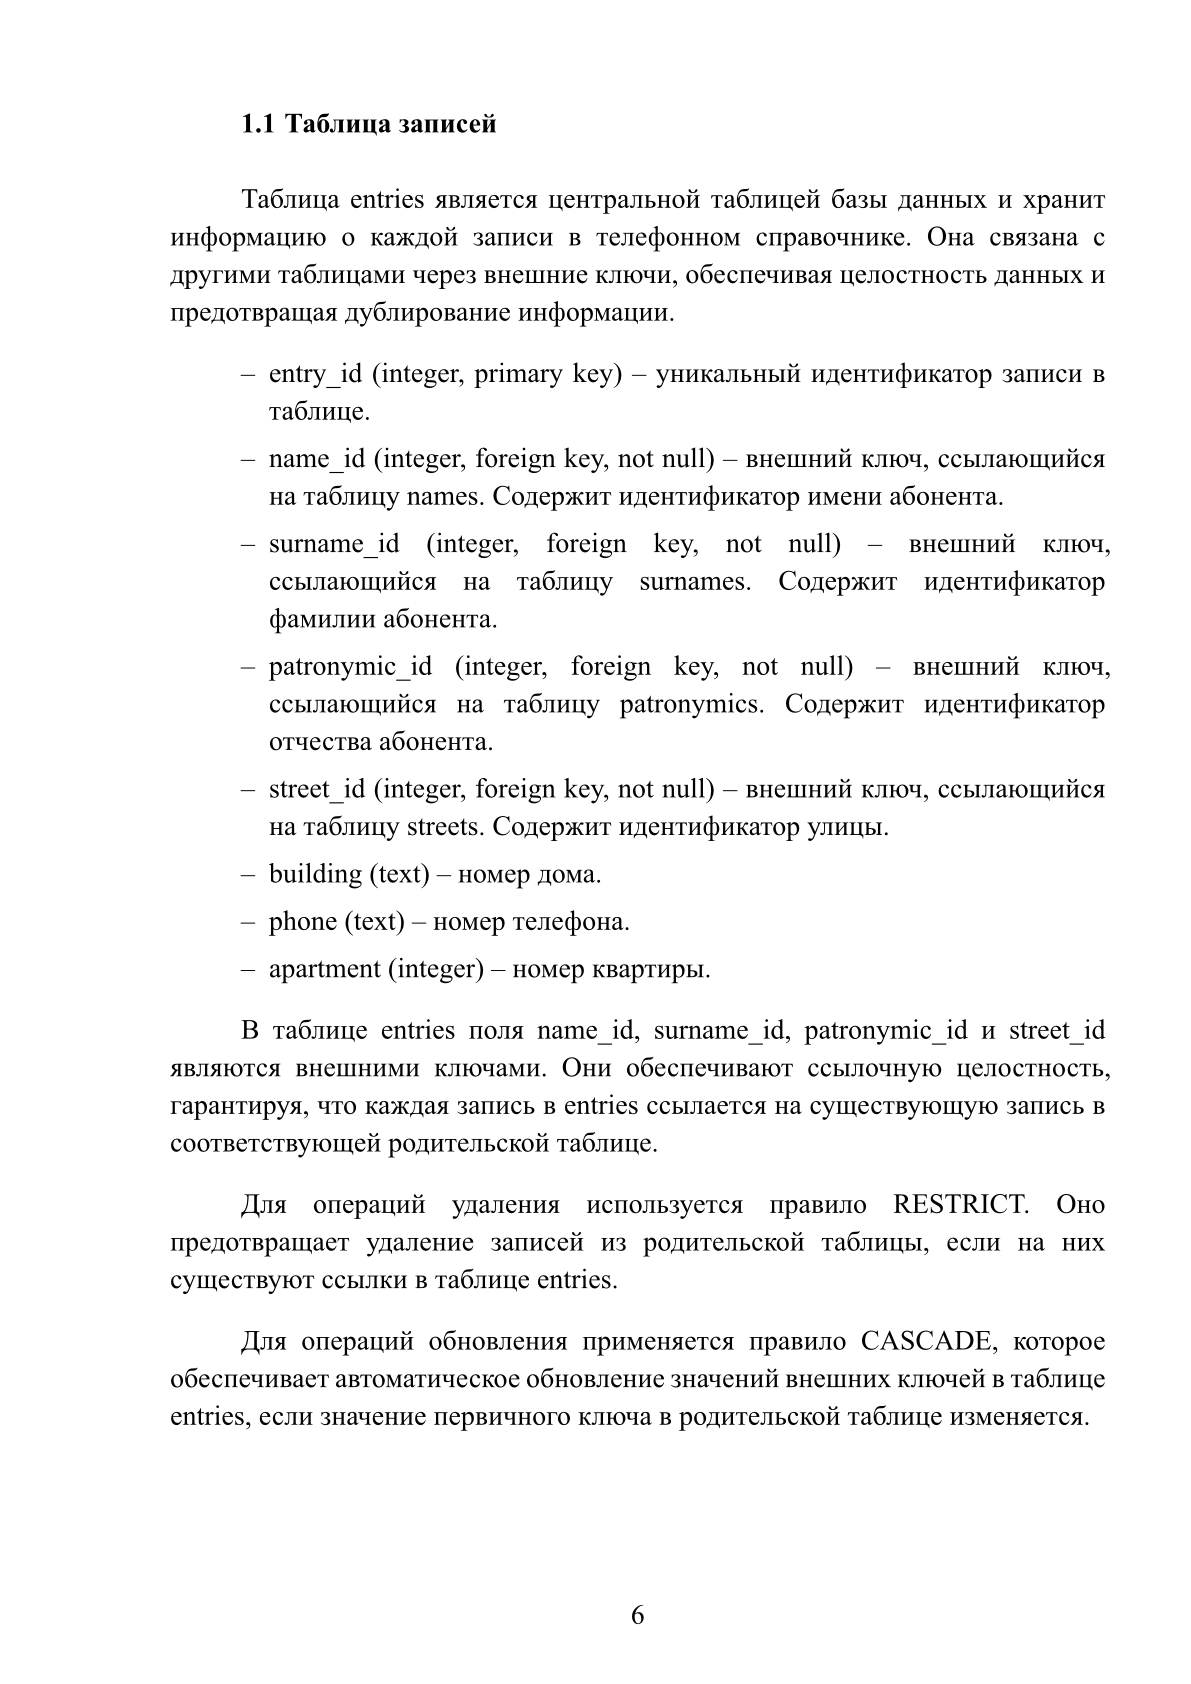 1.1 Таблица записей
Таблица entries является центральной таблицей базы данных и хранит
информацию о каждой записи в телефонном справочнике. Она связана с
другими таблицами через внешние ключи, обеспечивая целостность данных и
предотвращая дублирование информации.
– entry_id (integer, primary key) – уникальный идентификатор записи в
таблице.
– name_id (integer, foreign key, not null) – внешний ключ, ссылающийся
на таблицу names. Содержит идентификатор имени абонента.
– surname_id (integer, foreign key, not null) – внешний ключ,
ссылающийся на таблицу surnames. Содержит идентификатор
фамилии абонента.
– patronymic_id (integer, foreign key, not null) – внешний ключ,
ссылающийся на таблицу patronymics. Содержит идентификатор
отчества абонента.
– street_id (integer, foreign key, not null) – внешний ключ, ссылающийся
на таблицу streets. Содержит идентификатор улицы.
– building (text) – номер дома.
– phone (text) – номер телефона.
– apartment (integer) – номер квартиры.
В таблице entries поля name_id, surname_id, patronymic_id и street_id
являются внешними ключами. Они обеспечивают ссылочную целостность,
гарантируя, что каждая запись в entries ссылается на существующую запись в
соответствующей родительской таблице.
Для операций удаления используется правило RESTRICT. Оно
предотвращает удаление записей из родительской таблицы, если на них
существуют ссылки в таблице entries.
Для операций обновления применяется правило CASCADE, которое
обеспечивает автоматическое обновление значений внешних ключей в таблице
entries, если значение первичного ключа в родительской таблице изменяется.
6